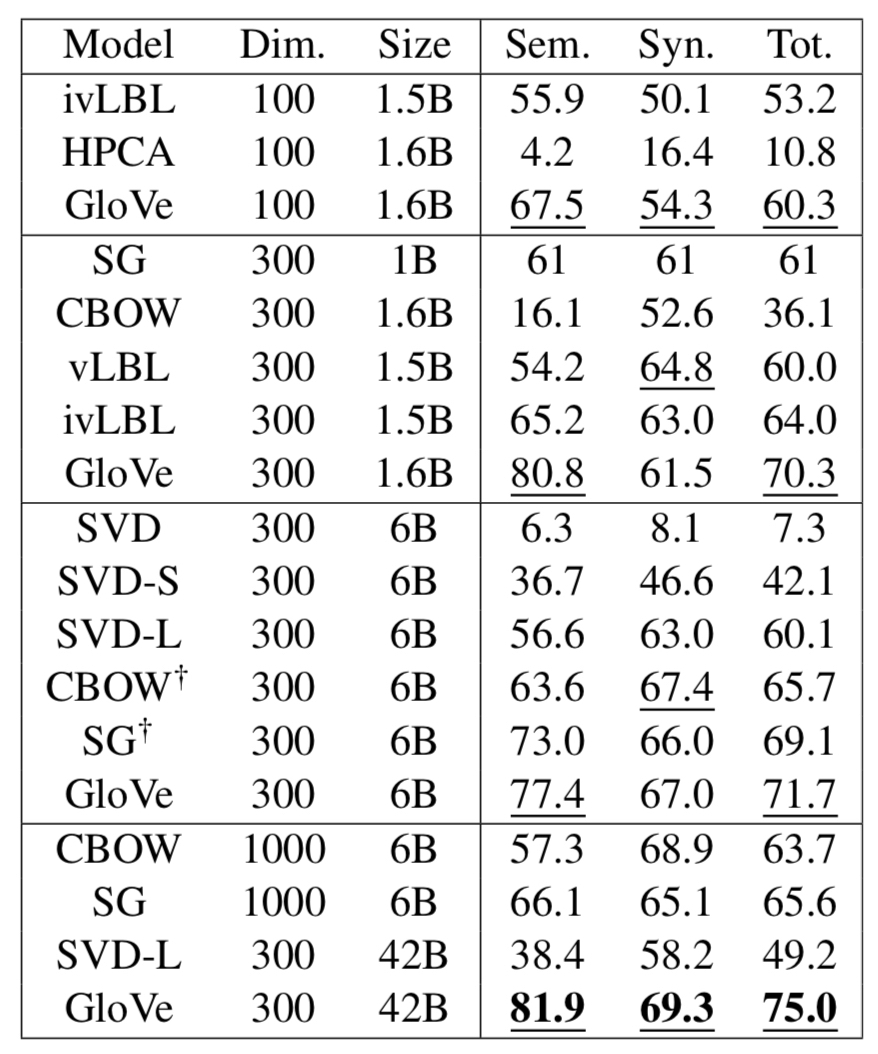 Model Dim. Size Sem. Syn. Tot.
ivLBL 100 1.5B 55.9 50.1 53.2
HPCA 100 1.6B 4.2 16.4 10.8
GloVe 100 1.6B 67.5 54.3 60.3
SG 300 1B 61 61 61
CBOW 300 1.6B 16.1 52.6 36.1
vLBL 300 1.5B 54.2 64.8 60.0
ivLBL 300 1.5B 65.2 63.0 64.0
GloVe 300 1.6B 80.8 61.5 70.3
SVD 300 6B 6.3 8.1 7.3
SVD-S 300 6B 36.7 46.6 42.1
SVD-L 300 6B 56.6 63.0 60.1
CBOW† 300 6B 63.6 67.4 65.7
SG† 300 6B 73.0 66.0 69.1
GloVe 300 6B 77.4 67.0 71.7
CBOW 1000 6B 57.3 68.9 63.7
SG 1000 6B 66.1 65.1 65.6
SVD-L 300 42B 38.4 58.2 49.2
GloVe 300 42B 81.9 69.3 75.0